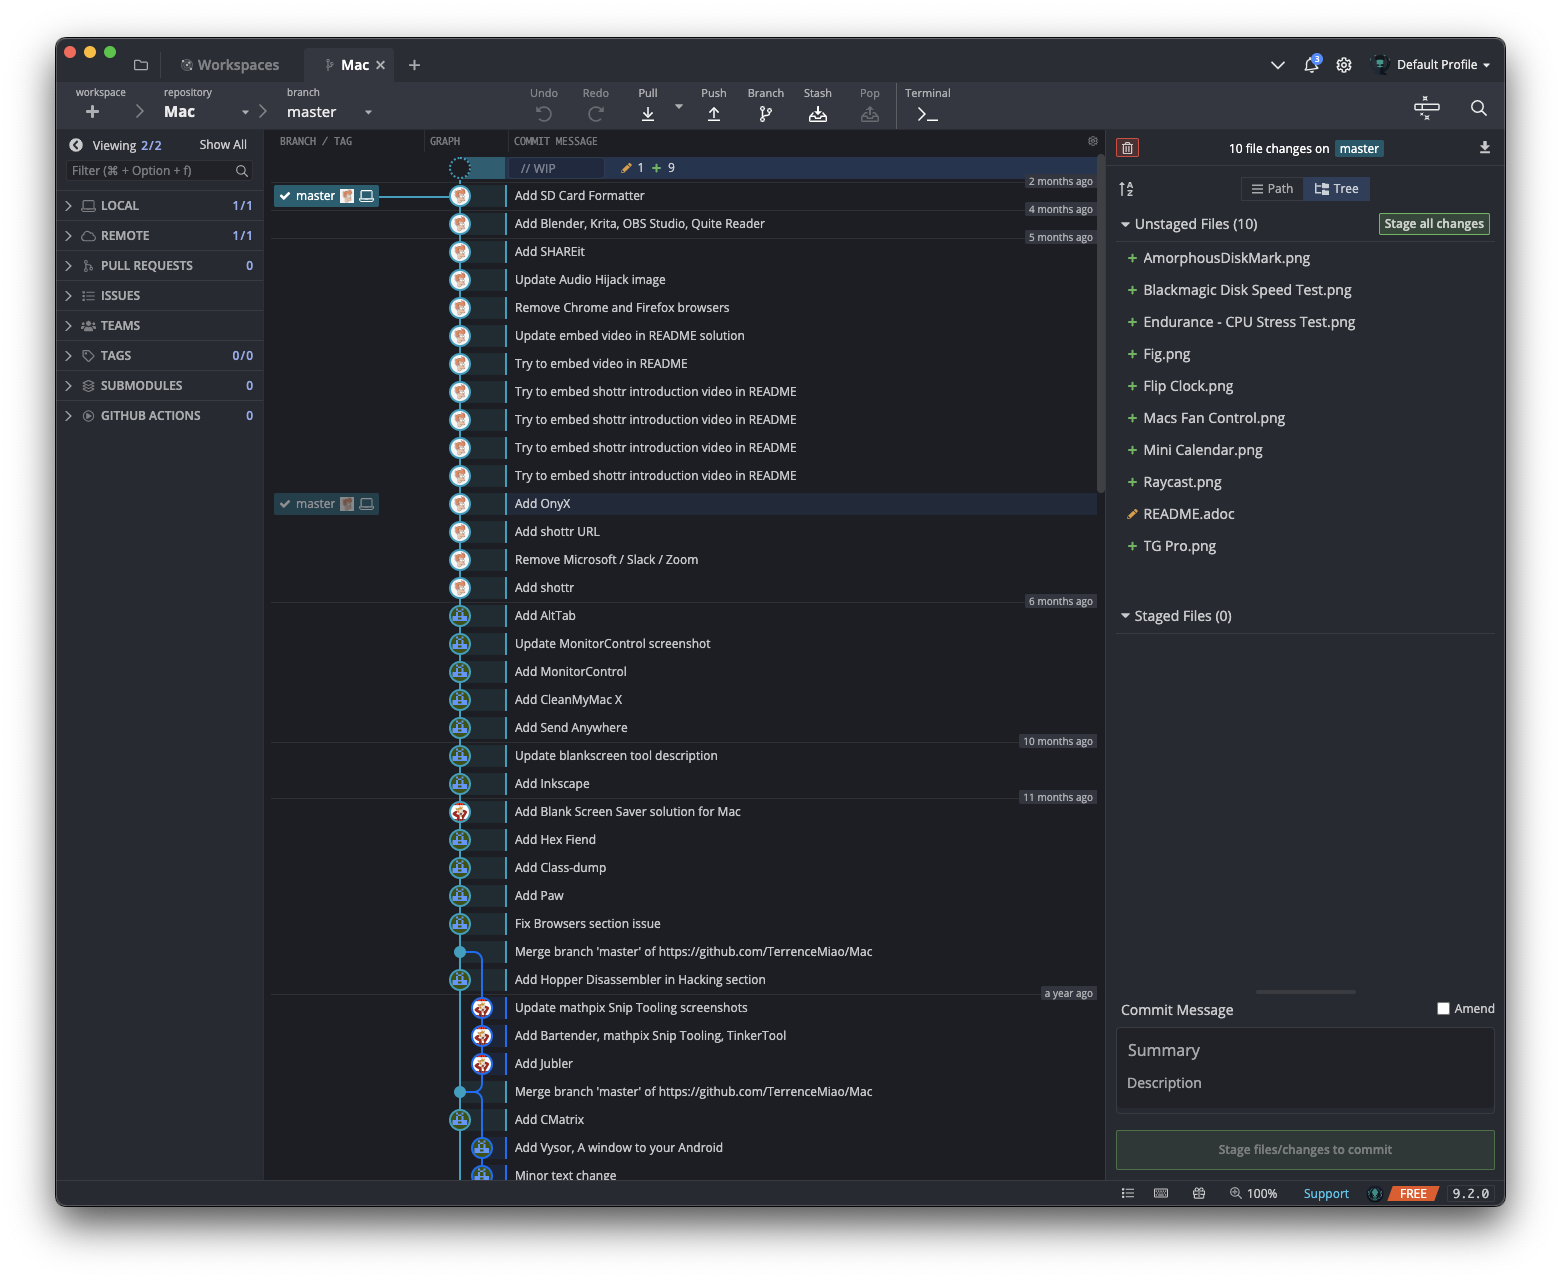 Workspaces
Mac
3
Default Profile
workspace
repository
Mac
branch
master
Undo
Redo
Pull
Push
Branch
Stash
Pop
Terminal
Viewing 2/2
Show All
Filter (⌘ + Option + f)
LOCAL 1/1
REMOTE 1/1
PULL REQUESTS 0
ISSUES
TEAMS
TAGS 0/0
SUBMODULES 0
GITHUB ACTIONS 0
BRANCH / TAG
GRAPH
COMMIT MESSAGE
// WIP
1 + 9
2 months ago
master
Add SD Card Formatter
4 months ago
Add Blender, Krita, OBS Studio, Quite Reader
5 months ago
Add SHAREit
Update Audio Hijack image
Remove Chrome and Firefox browsers
Update embed video in README solution
Try to embed video in README
Try to embed shottr introduction video in README
Try to embed shottr introduction video in README
Try to embed shottr introduction video in README
Try to embed shottr introduction video in README
master
Add OnyX
Add shottr URL
Remove Microsoft / Slack / Zoom
Add shottr
6 months ago
Add AltTab
Update MonitorControl screenshot
Add MonitorControl
Add CleanMyMac X
Add Send Anywhere
10 months ago
Update blankscreen tool description
Add Inkscape
11 months ago
Add Blank Screen Saver solution for Mac
Add Hex Fiend
Add Class-dump
Add Paw
Fix Browsers section issue
Merge branch 'master' of https://github.com/TerrenceMiao/Mac
Add Hopper Disassembler in Hacking section
a year ago
Update mathpix Snip Tooling screenshots
Add Bartender, mathpix Snip Tooling, TinkerTool
Add Jubler
Merge branch 'master' of https://github.com/TerrenceMiao/Mac
Add CMatrix
Add Vysor, A window to your Android
Minor text change
10 file changes on master
Path
Tree
Unstaged Files (10)
Stage all changes
+ AmorphousDiskMark.png
+ Blackmagic Disk Speed Test.png
+ Endurance - CPU Stress Test.png
+ Fig.png
+ Flip Clock.png
+ Macs Fan Control.png
+ Mini Calendar.png
+ Raycast.png
README.adoc
+ TG Pro.png
Staged Files (0)
Commit Message
Amend
Summary
Description
Stage files/changes to commit
100%
Support
FREE
9.2.0